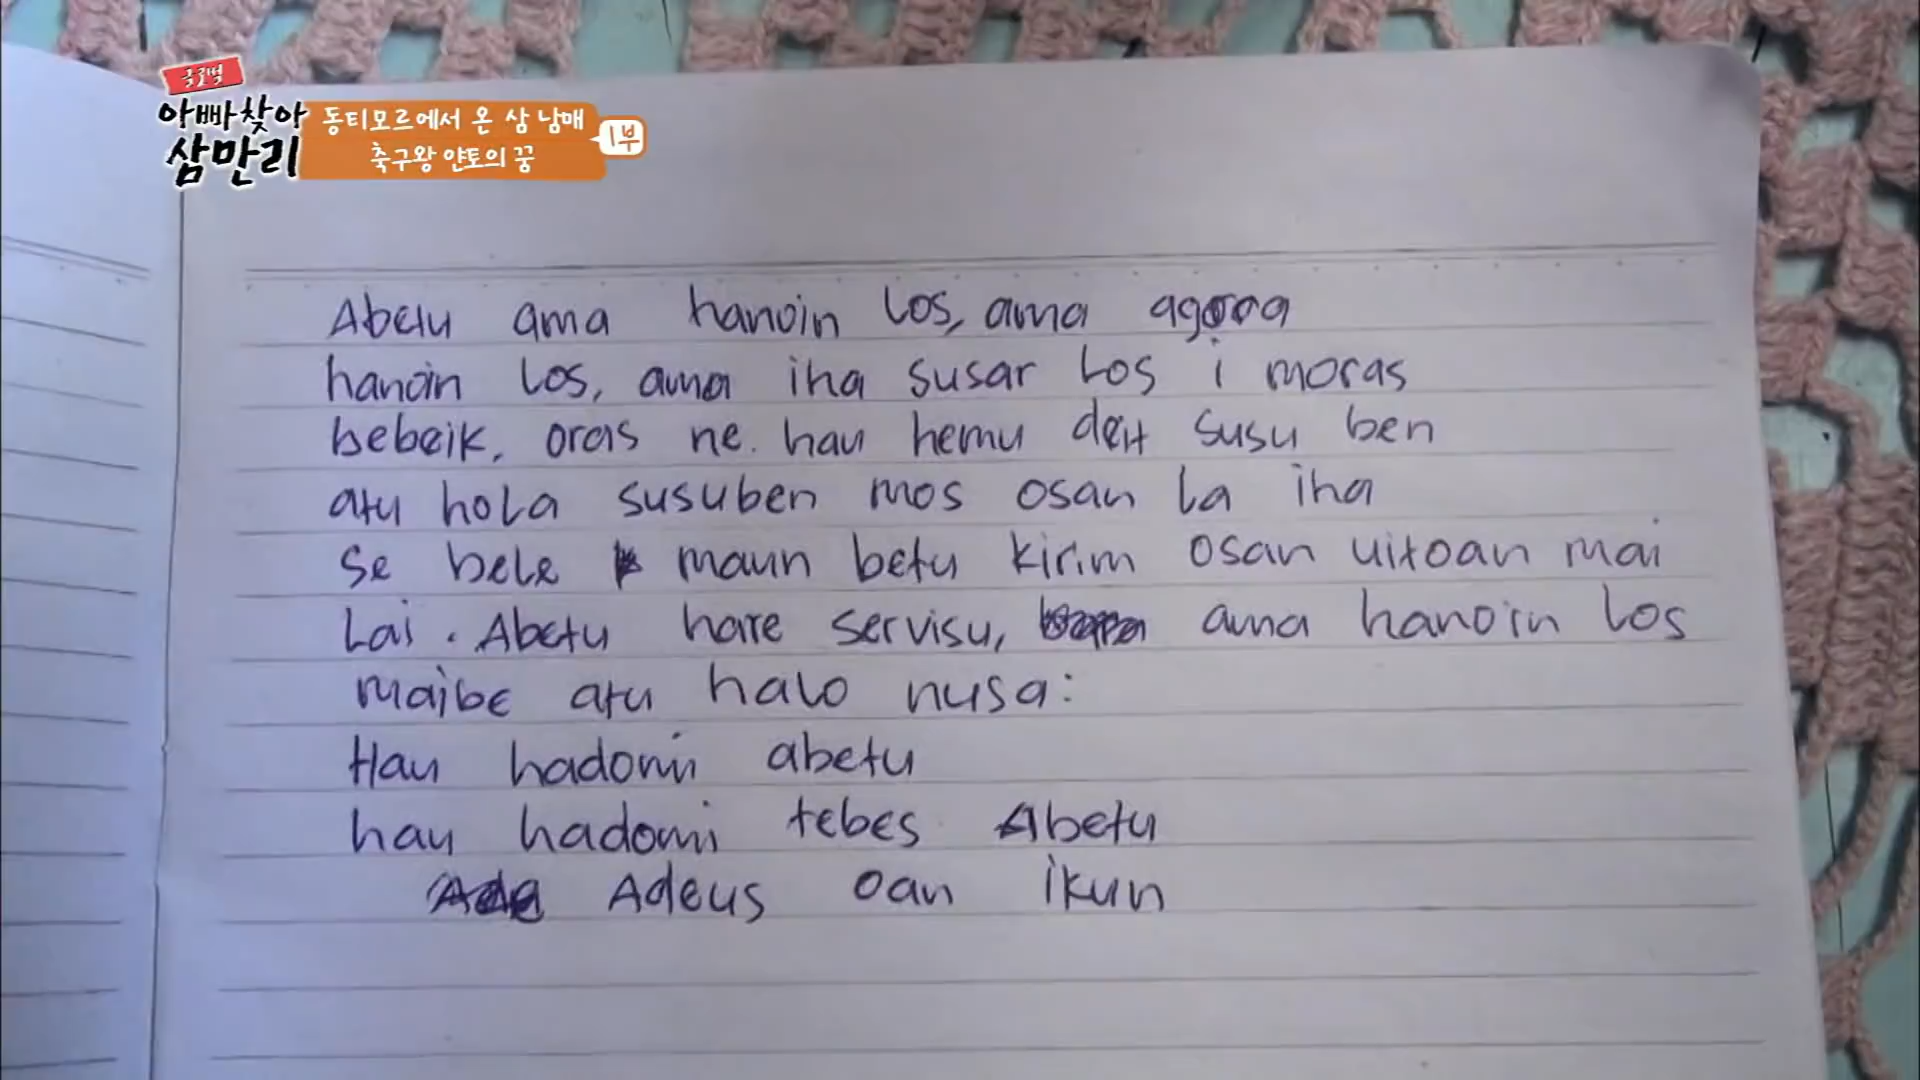 글로벌
아빠 찾아
삼만리
동티모르에서 온 삼 남매
축구왕 얀토의 꿈
1부
Abetu ama hanoin los, ama agora
hanoin los, ama iha susar los i moras
bebeik, oras ne. hau hemu deit susu ben
atu hola susuben mos osan la iha
se bele maun betu kirim osan uitoan mai
Lai. Abetu hare servisu, ama hanoin los
maibe atu halo nusa:
Hau hadomi abetu
hau hadomi tebes Abetu
Adeus oan ikun